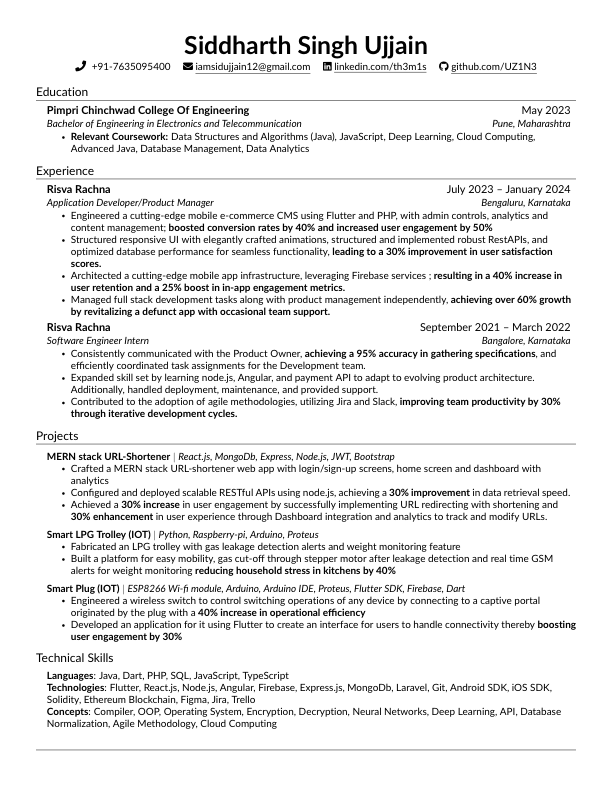 Siddharth Singh Ujjain
+91-7635095400 iamsidujjain12@gmail.com linkedin.com/th3m1s github.com/UZ1N3
Education
Pimpri Chinchwad College Of Engineering May 2023
Bachelor of Engineering in Electronics and Telecommunication Pune, Maharashtra
• Relevant Coursework: Data Structures and Algorithms (Java), JavaScript, Deep Learning, Cloud Computing,
Advanced Java, Database Management, Data Analytics
Experience
Risva Rachna July 2023 – January 2024
Application Developer/Product Manager Bengaluru, Karnataka
• Engineered a cutting-edge mobile e-commerce CMS using Flutter and PHP, with admin controls, analytics and
content management; boosted conversion rates by 40% and increased user engagement by 50%
• Structured responsive UI with elegantly crafted animations, structured and implemented robust RestAPIs, and
optimized database performance for seamless functionality, leading to a 30% improvement in user satisfaction
scores.
• Architected a cutting-edge mobile app infrastructure, leveraging Firebase services ; resulting in a 40% increase in
user retention and a 25% boost in in-app engagement metrics.
• Managed full stack development tasks along with product management independently, achieving over 60% growth
by revitalizing a defunct app with occasional team support.
Risva Rachna September 2021 – March 2022
Software Engineer Intern Bangalore, Karnataka
• Consistently communicated with the Product Owner, achieving a 95% accuracy in gathering specifications, and
efficiently coordinated task assignments for the Development team.
• Expanded skill set by learning node.js, Angular, and payment API to adapt to evolving product architecture.
Additionally, handled deployment, maintenance, and provided support.
• Contributed to the adoption of agile methodologies, utilizing Jira and Slack, improving team productivity by 30%
through iterative development cycles.
Projects
MERN stack URL-Shortener | React.js, MongoDb, Express, Node.js, JWT, Bootstrap
• Crafted a MERN stack URL-shortener web app with login/sign-up screens, home screen and dashboard with
analytics
• Configured and deployed scalable RESTful APIs using node.js, achieving a 30% improvement in data retrieval speed.
• Achieved a 30% increase in user engagement by successfully implementing URL redirecting with shortening and
30% enhancement in user experience through Dashboard integration and analytics to track and modify URLs.
Smart LPG Trolley (IOT) | Python, Raspberry-pi, Arduino, Proteus
• Fabricated an LPG trolley with gas leakage detection alerts and weight monitoring feature
• Built a platform for easy mobility, gas cut-off through stepper motor after leakage detection and real time GSM
alerts for weight monitoring reducing household stress in kitchens by 40%
Smart Plug (IOT) | ESP8266 Wi-fi module, Arduino, Arduino IDE, Proteus, Flutter SDK, Firebase, Dart
• Engineered a wireless switch to control switching operations of any device by connecting to a captive portal
originated by the plug with a 40% increase in operational efficiency
• Developed an application for it using Flutter to create an interface for users to handle connectivity thereby boosting
user engagement by 30%
Technical Skills
Languages: Java, Dart, PHP, SQL, JavaScript, TypeScript
Technologies: Flutter, React.js, Node.js, Angular, Firebase, Express.js, MongoDb, Laravel, Git, Android SDK, iOS SDK,
Solidity, Ethereum Blockchain, Figma, Jira, Trello
Concepts: Compiler, OOP, Operating System, Encryption, Decryption, Neural Networks, Deep Learning, API, Database
Normalization, Agile Methodology, Cloud Computing